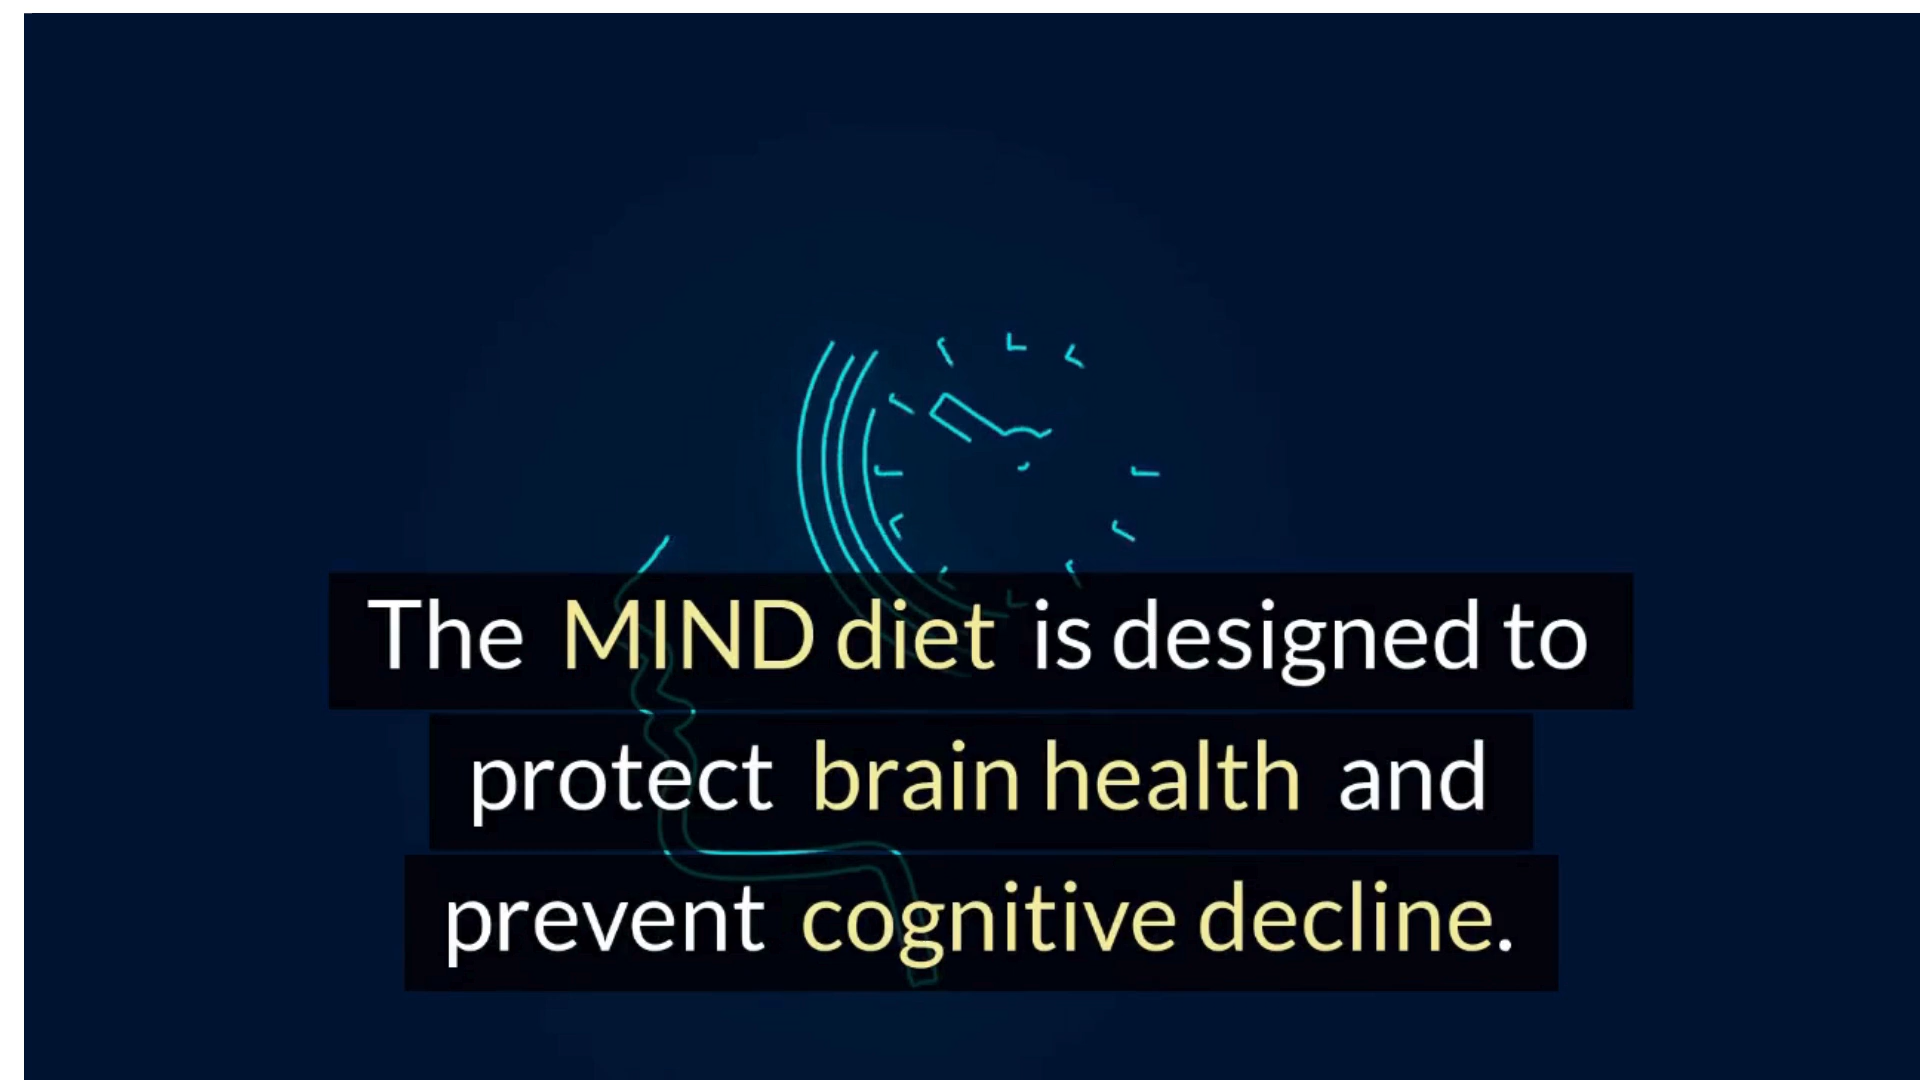 The MIND diet is designed to
protect brain health and
prevent cognitive decline.